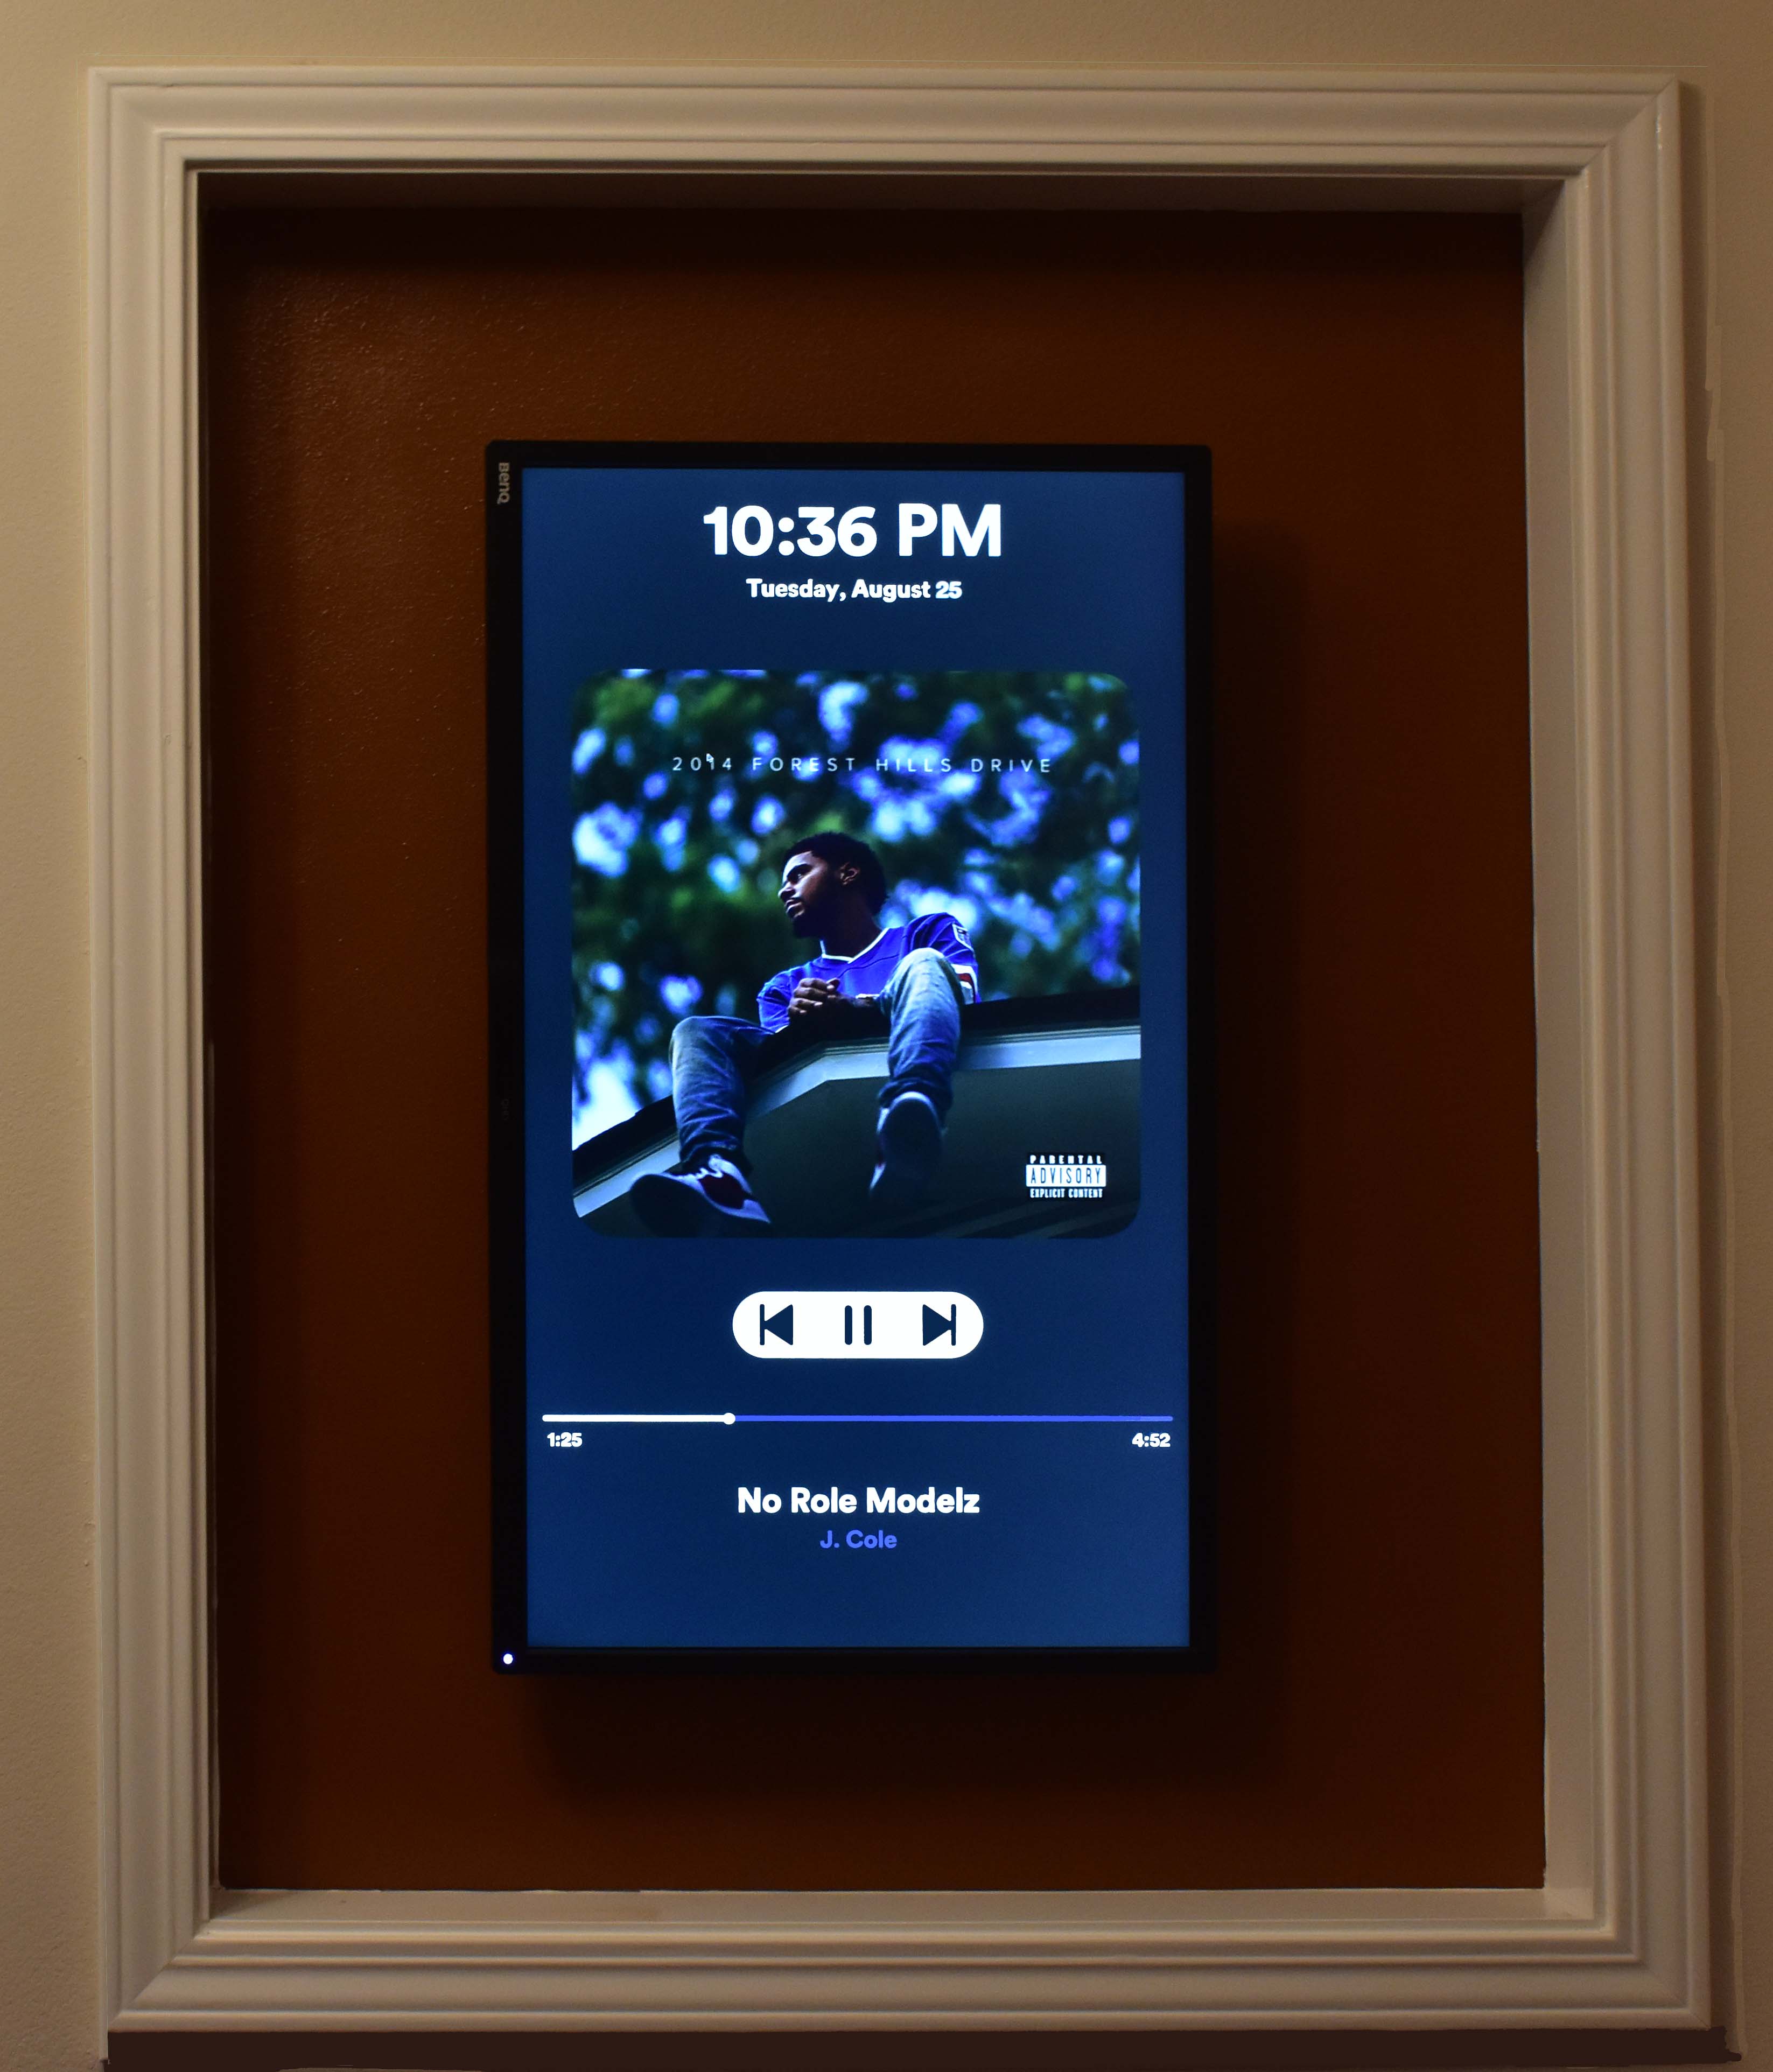 BenQ
10:36 PM
Tuesday, August 25
2014 FOREST HILLS DRIVE
PARENTAL
ADVISORY
EXPLICIT CONTENT
1:25
4:52
No Role Modelz
J. Cole